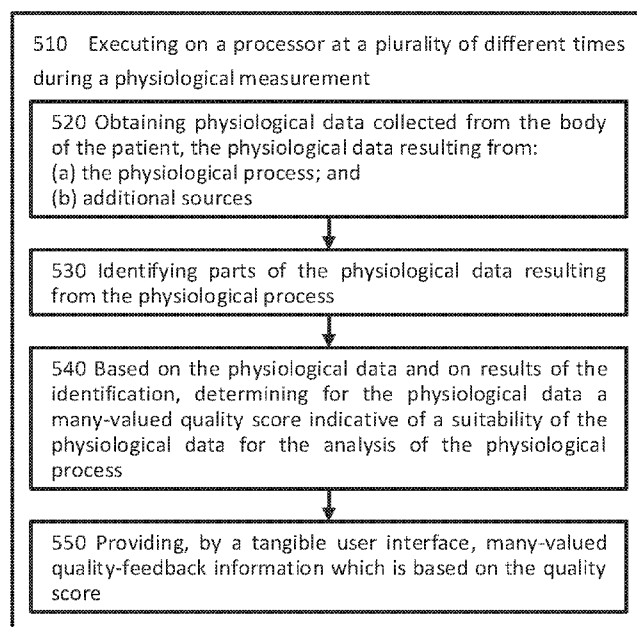 510 Executing on a processor at a plurality of different times
during a physiological measurement
520 Obtaining physiological data collected from the body
of the patient, the physiological data resulting from:
(a) the physiological process; and
(b) additional sources
530 Identifying parts of the physiological data resulting
from the physiological process
540 Based on the physiological data and on results of the
identification, determining for the physiological data a
many-valued quality score indicative of a suitability of the
physiological data for the analysis of the physiological
process
550 Providing, by a tangible user interface, many-valued
quality-feedback information which is based on the quality
score